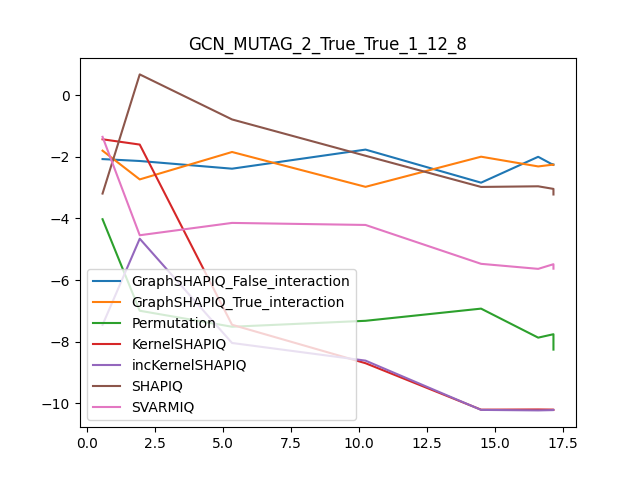 GCN_MUTAG_2_True_True_1_12_8
0
−2
−4
−6
−8
−10
GraphSHAPIQ_False_interaction
GraphSHAPIQ_True_interaction
Permutation
KernelSHAPIQ
incKernelSHAPIQ
SHAPIQ
SVARMIQ
0.0 2.5 5.0 7.5 10.0 12.5 15.0 17.5